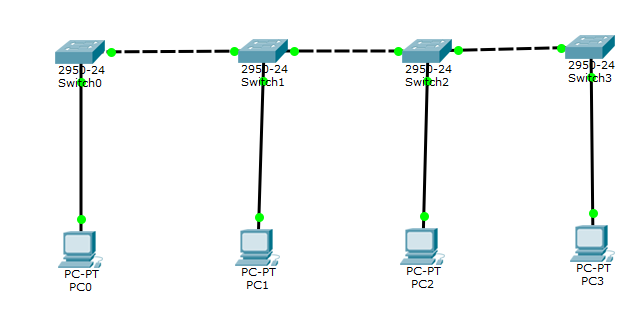 2950-24
Switch0
2950-24
Switch1
2950-24
Switch2
2950-24
Switch3
PC-PT
PC0
PC-PT
PC1
PC-PT
PC2
PC-PT
PC3